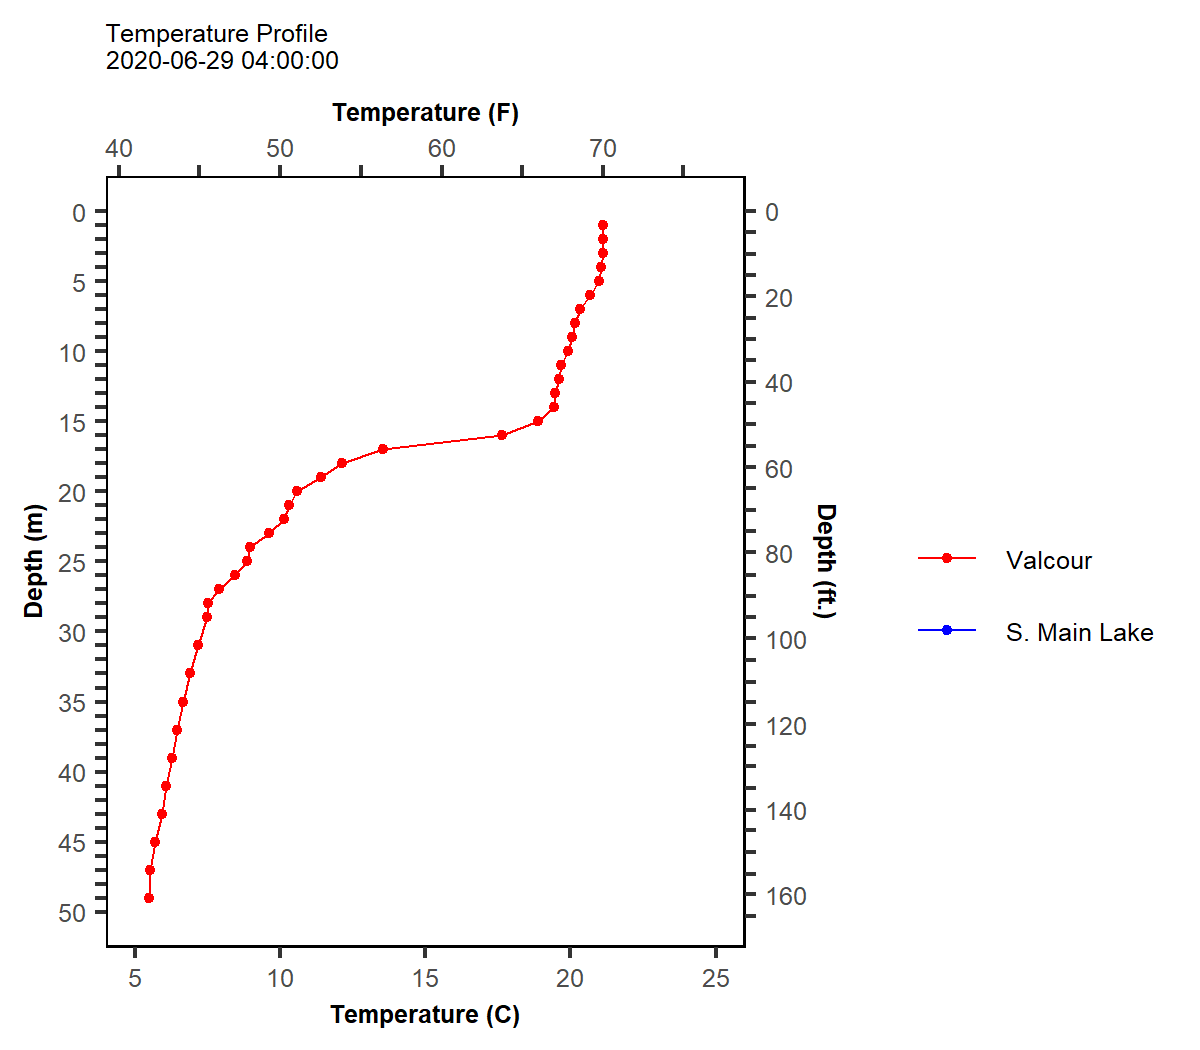 Temperature Profile
2020-06-29 04:00:00
Temperature (F)
40 50 60 70
0
5
10
15
20
25
30
35
40
45
50
Depth (m)
0
20
40
60
80
100
120
140
160
Depth (ft.)
Valcour
S. Main Lake
5 10 15 20 25
Temperature (C)